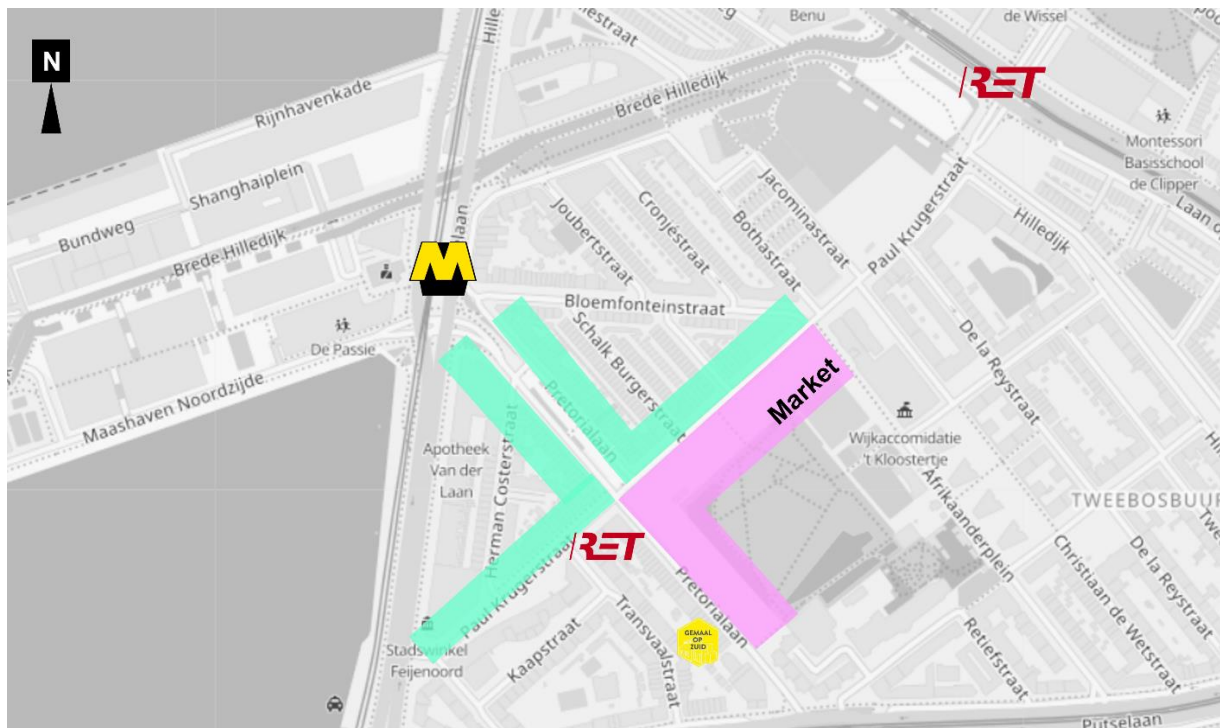 N
Benu
de Wissel
Rijnhavenkade
Brede Hilledijk
RET
Montessori
Basisschool
de Clipper
Shanghaiplein
Bundweg
Brede Hilledijk
M
Joubertstraat
Cronjéstraat
Bothastraat
Jacominastraat
Paul Krugerstraat
Hilledijk
Bloemfonteinstraat
De Passie
Maashaven Noordzijde
Schalk Burgerstraat
Pretorialaan
Market
De la Reystraat
Wijkaccomidatie
't Kloostertje
Apotheek
Van der
Laan
Herman Costerstraat
Afrikaanderplein
TWEEBOSBUUR
RET
Paul Krugerstraat
Pretorialaan
Christiaan de Wetstraat
De la Reystraat
Stadswinkel
Feijenoord
Kaapstraat
Transvaalstraat
GEMAAL
OP
ZUID
Retiefstraat
Putselaan